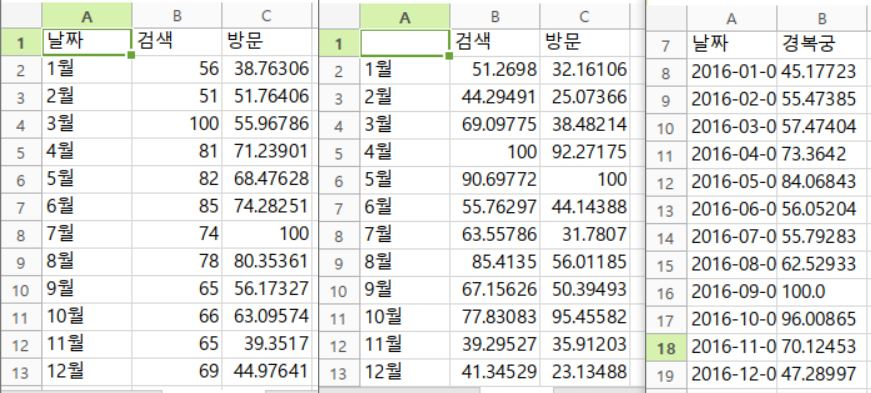 A B C
1 날짜 검색 방문
2 1월 56 38.76306
3 2월 51 51.76406
4 3월 100 55.96786
5 4월 81 71.23901
6 5월 82 68.47628
7 6월 85 74.28251
8 7월 74 100
9 8월 78 80.35361
10 9월 65 56.17327
11 10월 66 63.09574
12 11월 65 39.3517
13 12월 69 44.97641
A B C
1 검색 방문
2 1월 51.2698 32.16106
3 2월 44.29491 25.07366
4 3월 69.09775 38.48214
5 4월 100 92.27175
6 5월 90.69772 100
7 6월 55.76297 44.14388
8 7월 63.55786 31.7807
9 8월 85.4135 56.01185
10 9월 67.15626 50.39493
11 10월 77.83083 95.45582
12 11월 39.29527 35.91203
13 12월 41.34529 23.13488
A B
7 날짜 경복궁
8 2016-01-0 45.17723
9 2016-02-0 55.47385
10 2016-03-0 57.47404
11 2016-04-0 73.3642
12 2016-05-0 84.06843
13 2016-06-0 56.05204
14 2016-07-0 55.79283
15 2016-08-0 62.52933
16 2016-09-0 100.0
17 2016-10-0 96.00865
18 2016-11-0 70.12453
19 2016-12-0 47.28997